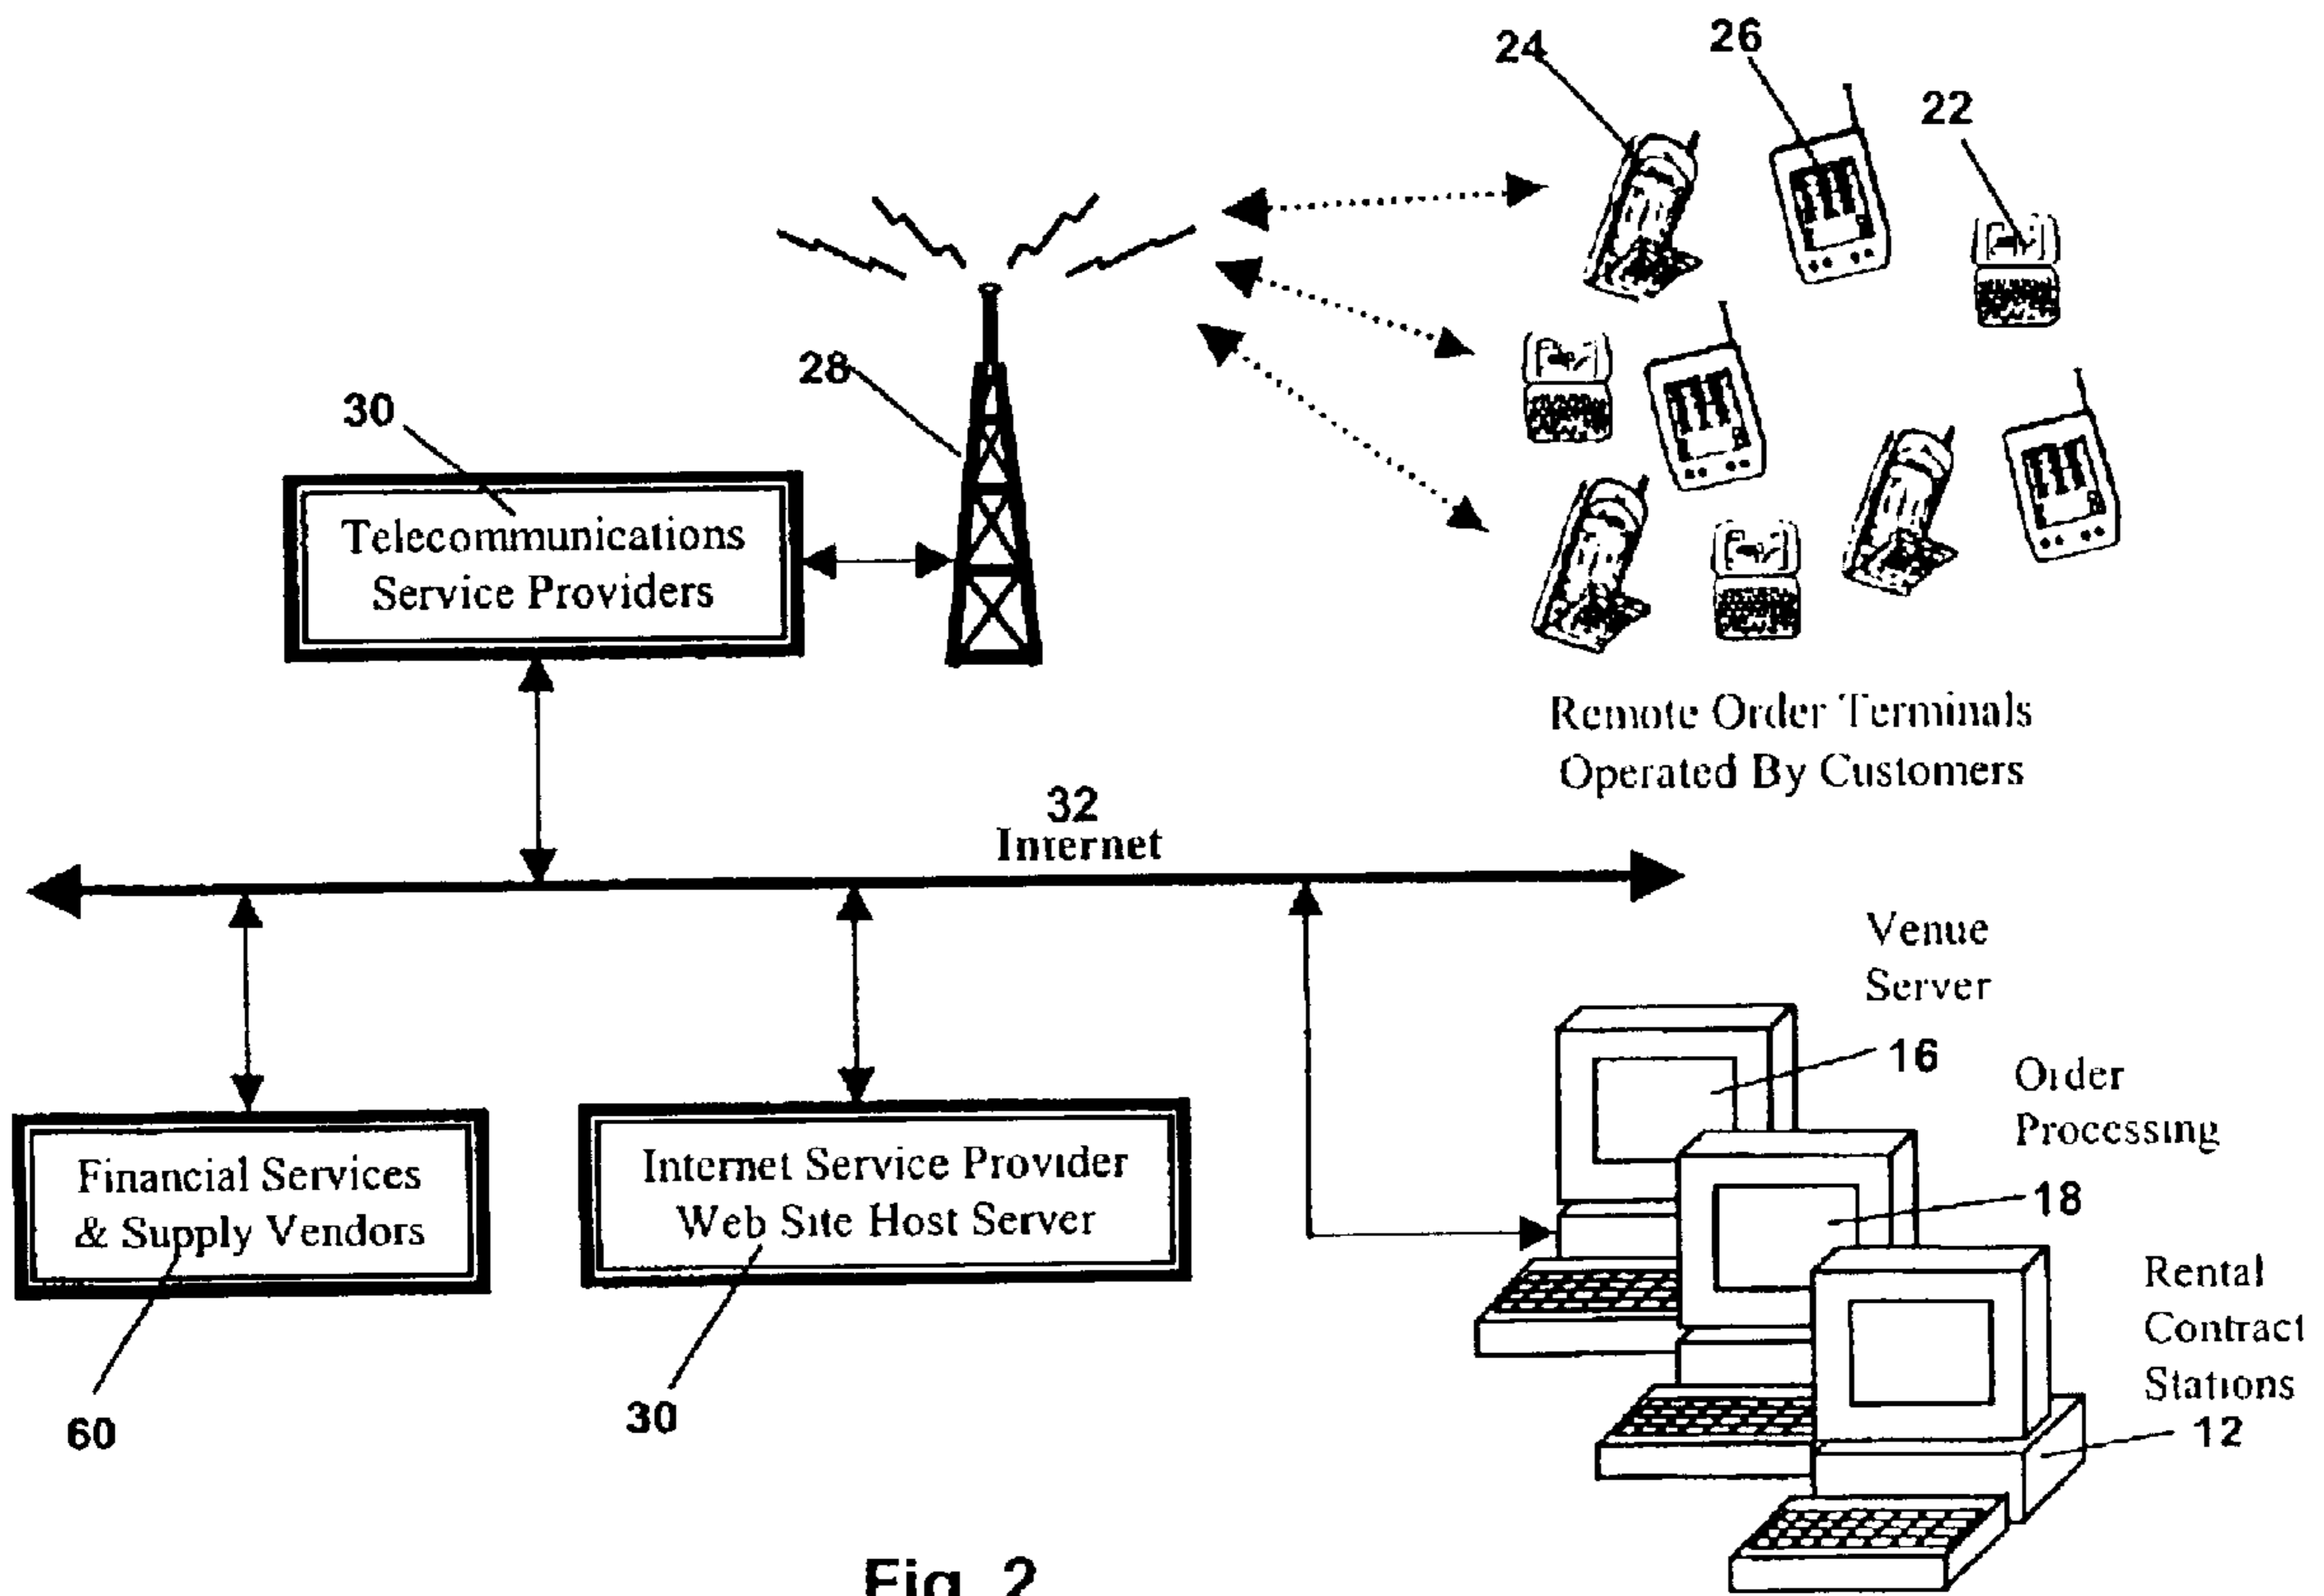 24
26
22
28
30
Telecommunications
Service Providers
Remote Order Terminals
Operated By Customers
32
Internet
Venue
Server
16
Order
Processing
18
Financial Services
& Supply Vendors
60
Internet Service Provider
Web Site Host Server
30
Rental
Contract
Stations
12
Fig. 2